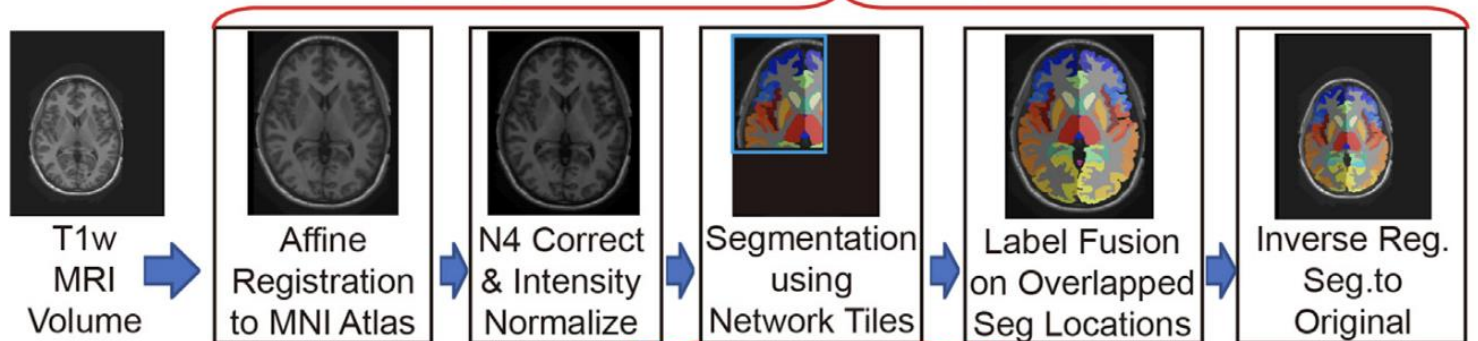 T1w
MRI
Volume
Affine
Registration
to MNI Atlas
N4 Correct
& Intensity
Normalize
Segmentation
using
Network Tiles
Label Fusion
on Overlapped
Seg Locations
Inverse Reg.
Seg.to
Original